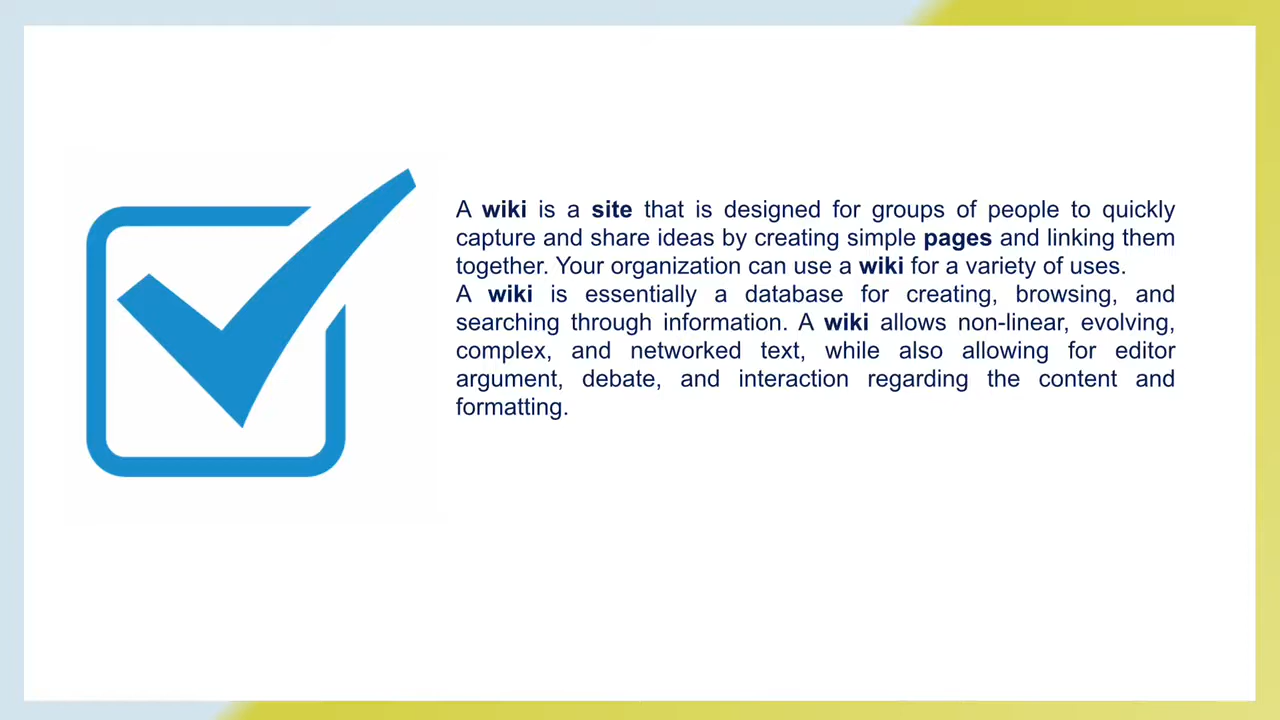 A wiki is a site that is designed for groups of people to quickly
capture and share ideas by creating simple pages and linking them
together. Your organization can use a wiki for a variety of uses.
A wiki is essentially a database for creating, browsing, and
searching through information. A wiki allows non-linear, evolving,
complex, and networked text, while also allowing for editor
argument, debate, and interaction regarding the content and
formatting.